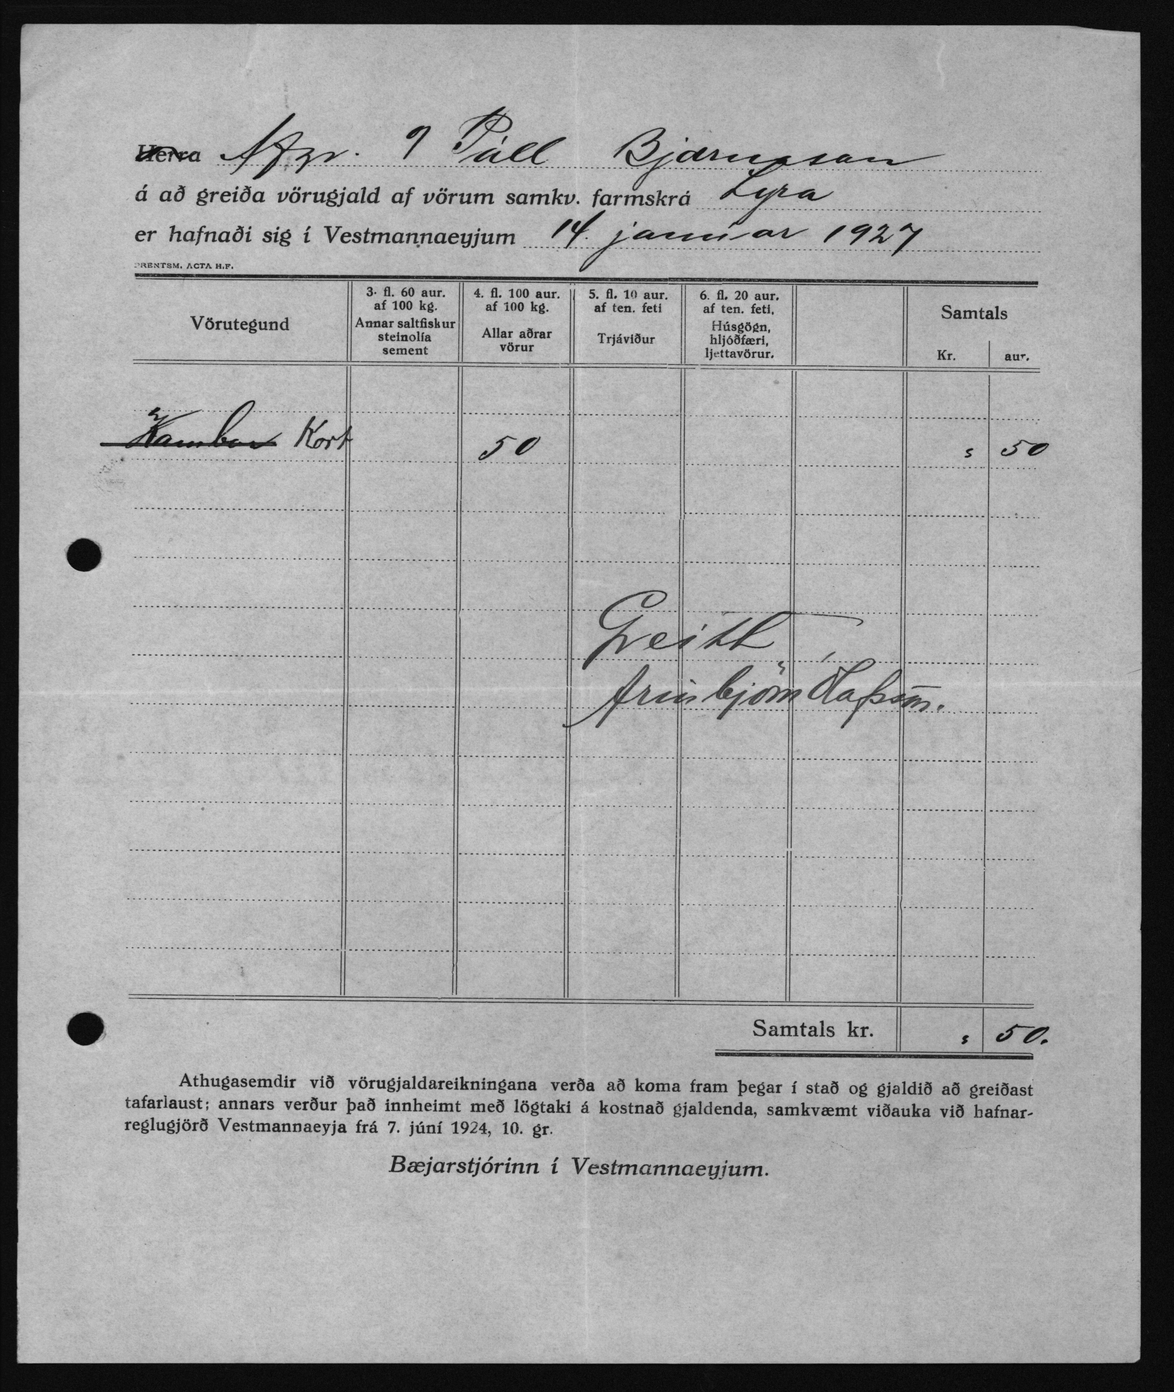 Herra Afgr. Páll Bjarnason
á að greiða vörugjald af vörum samkv. farmskrá Lyra
er hafnaði sig í Vestmannaeyjum 14. janúar 1927
PRENTSM. ACTA H.F.
Vörutegund
3. fl. 60 aur.
af 100 kg.
Annar saltfiskur
steinolía
sement
4. fl. 100 aur.
af 100 kg.
Allar aðrar
vörur
5. fl. 10 aur.
af ten. feti
Trjáviður
6. fl. 20 aur.
af ten. feti.
Húsgögn,
hljóðfæri,
ljettavörur.
Samtals
Kr. aur.
Kort 50 s 50
Greitt
Arinbjörn Ólafsson.
Samtals kr. s 50.
Athugasemdir við vörugjaldareikningana verða að koma fram þegar í stað og gjaldið að greiðast
tafarlaust; annars verður það innheimt með lögtaki á kostnað gjaldenda, samkvæmt viðauka við hafnar-
reglugjörð Vestmannaeyja frá 7. júní 1924, 10. gr.
Bæjarstjórinn í Vestmannaeyjum.